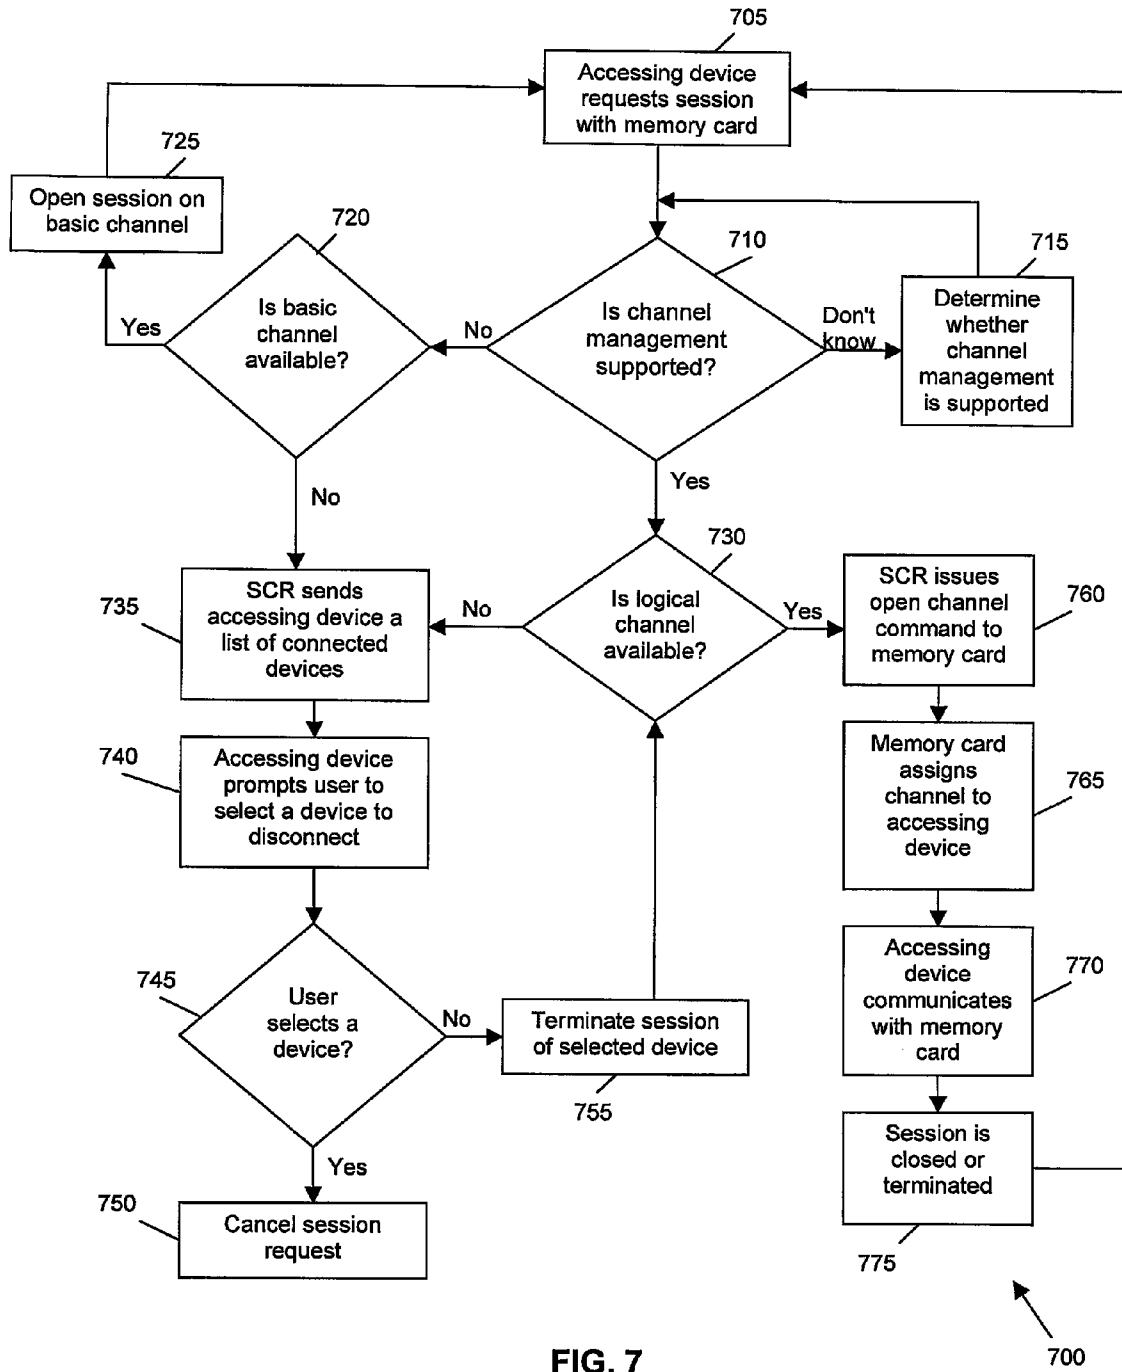 705
Accessing device
requests session
with memory card
725
Open session on
basic channel
720
Is basic
channel
available?
Yes
No
710
Is channel
management
supported?
No
Don't
know
Yes
715
Determine
whether
channel
management
is supported
730
Is logical
channel
available?
No
Yes
735
SCR sends
accessing device a
list of connected
devices
760
SCR issues
open channel
command to
memory card
740
Accessing device
prompts user to
select a device to
disconnect
765
Memory card
assigns
channel to
accessing
device
745
User
selects a
device?
No
Yes
Terminate session
of selected device
755
770
Accessing
device
communicates
with memory
card
750
Cancel session
request
Session is
closed or
terminated
775
700
FIG. 7